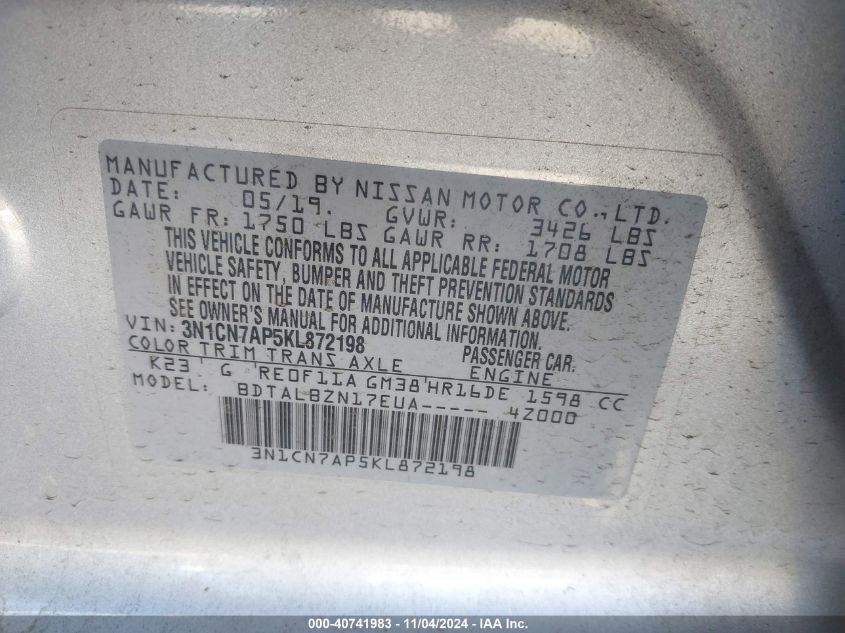 MANUFACTURED BY NISSAN MOTOR CO.,LTD.
DATE: 05/19. GVWR: 3426 LBS
GAWR FR: 1750 LBS GAWR RR: 1708 LBS
THIS VEHICLE CONFORMS TO ALL APPLICABLE FEDERAL MOTOR
VEHICLE SAFETY, BUMPER AND THEFT PREVENTION STANDARDS
IN EFFECT ON THE DATE OF MANUFACTURE SHOWN ABOVE.
SEE OWNER'S MANUAL FOR ADDITIONAL INFORMATION.
VIN: 3N1CN7AP5KL872198 PASSENGER CAR.
COLOR TRIM TRANS AXLE ENGINE
K23 G RE0F11A GM38 HR16DE 1598 CC
MODEL: BDTALBZN17EUA----- 4Z000
3N1CN7AP5KL872198
000-40741983 - 11/04/2024 - IAA Inc.